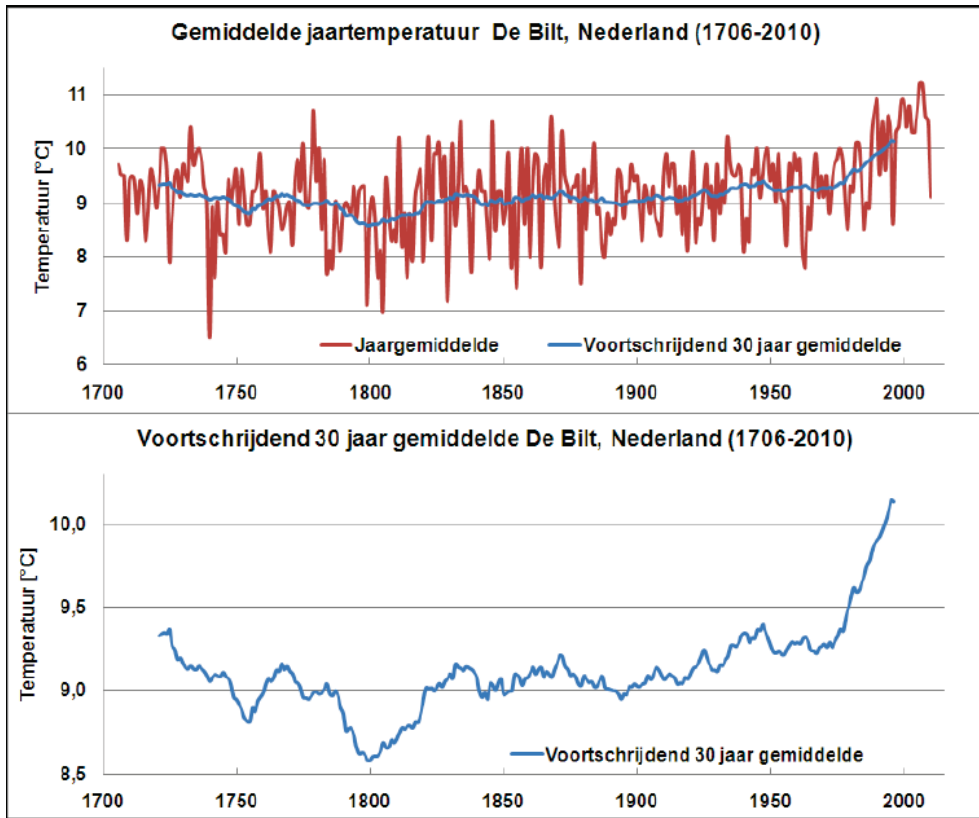 Gemiddelde jaartemperatuur De Bilt, Nederland (1706-2010)
Temperatuur [°C]
11
10
9
8
7
6
Jaargemiddelde Voortschrijdend 30 jaar gemiddelde
1700 1750 1800 1850 1900 1950 2000
Voortschrijdend 30 jaar gemiddelde De Bilt, Nederland (1706-2010)
Temperatuur [°C]
10,0
9,5
9,0
8,5
Voortschrijdend 30 jaar gemiddelde
1700 1750 1800 1850 1900 1950 2000